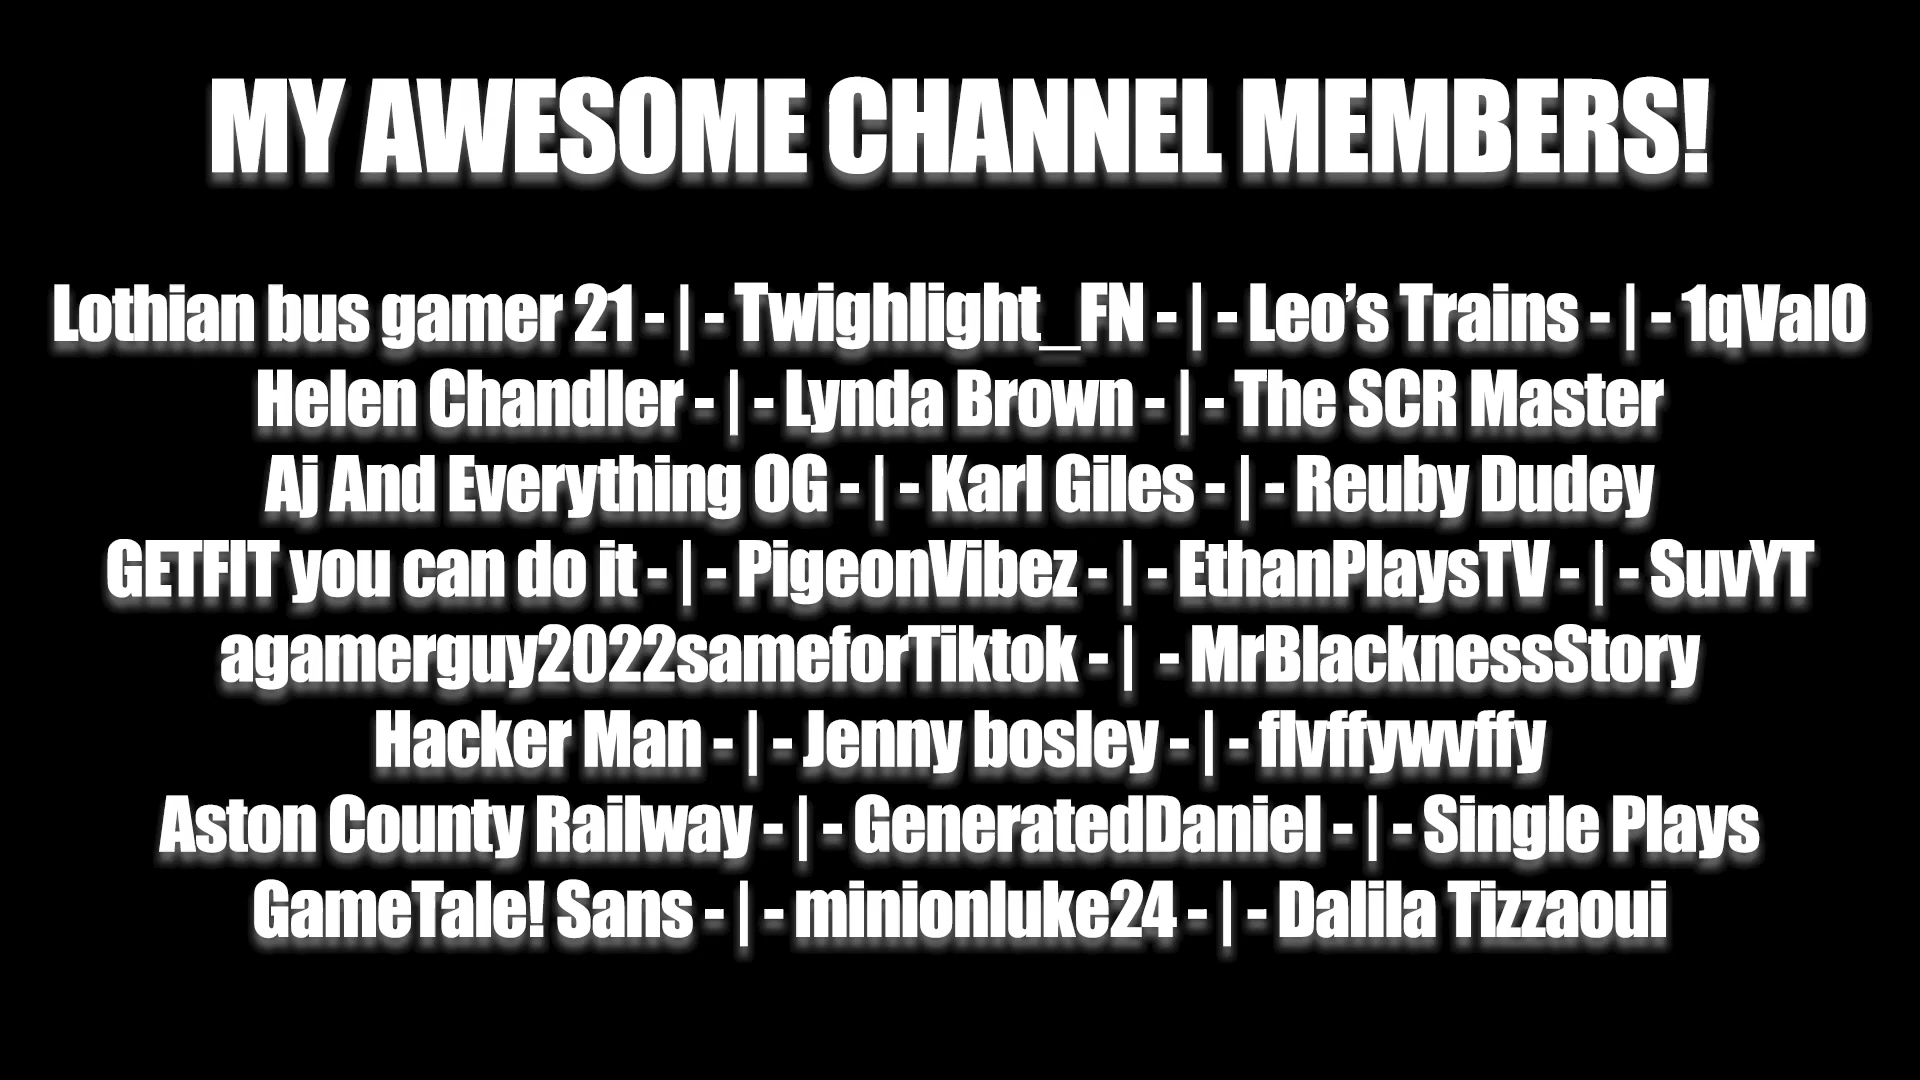 MY AWESOME CHANNEL MEMBERS!
Lothian bus gamer 21 - | - Twighlight_FN - | - Leo’s Trains - | - 1qVal0
Helen Chandler - | - Lynda Brown - | - The SCR Master
Aj And Everything OG - | - Karl Giles - | - Reuby Dudey
GETFIT you can do it - | - PigeonVibez - | - EthanPlaysTV - | - SuvYT
agamerguy2022sameforTiktok - |  - MrBlacknessStory
Hacker Man - | - Jenny bosley - | - flvffywvffy
Aston County Railway - | - GeneratedDaniel - | - Single Plays
GameTale! Sans - | - minionluke24 - | - Dalila Tizzaoui